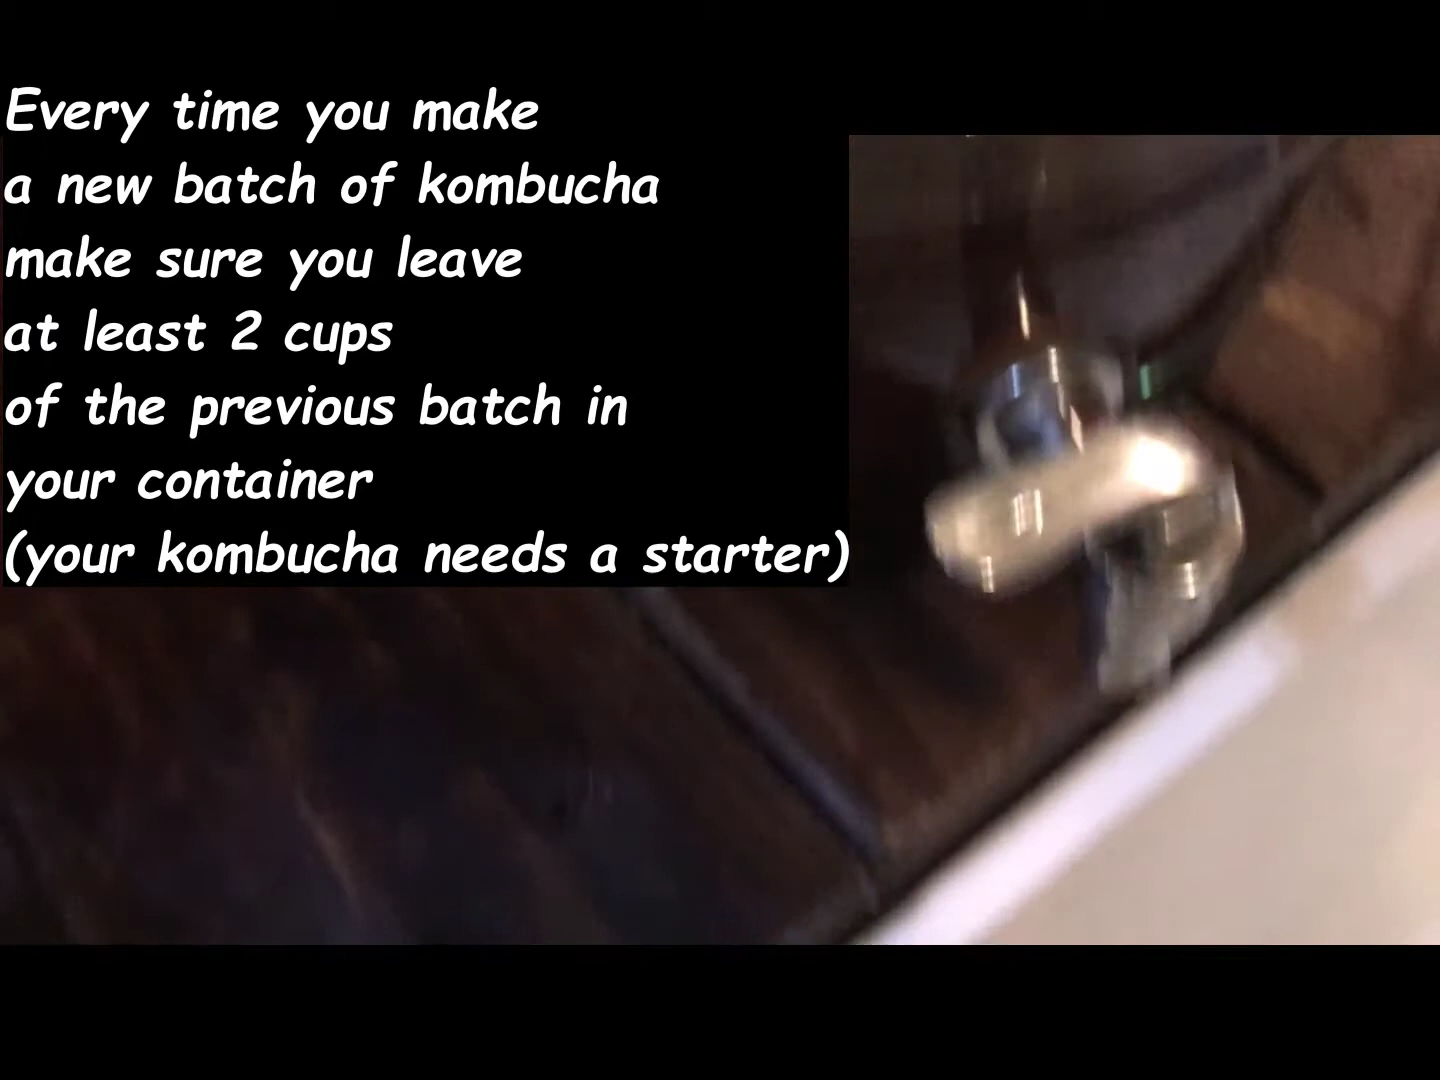 Every time you make
a new batch of kombucha
make sure you leave
at least 2 cups
of the previous batch in
your container
(your kombucha needs a starter)